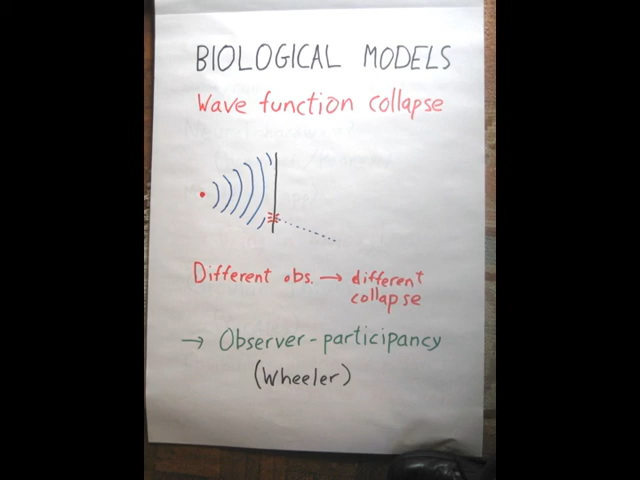 BIOLOGICAL MODELS
Wave function collapse
Different obs. → different
collapse
→ Observer-participancy
(Wheeler)